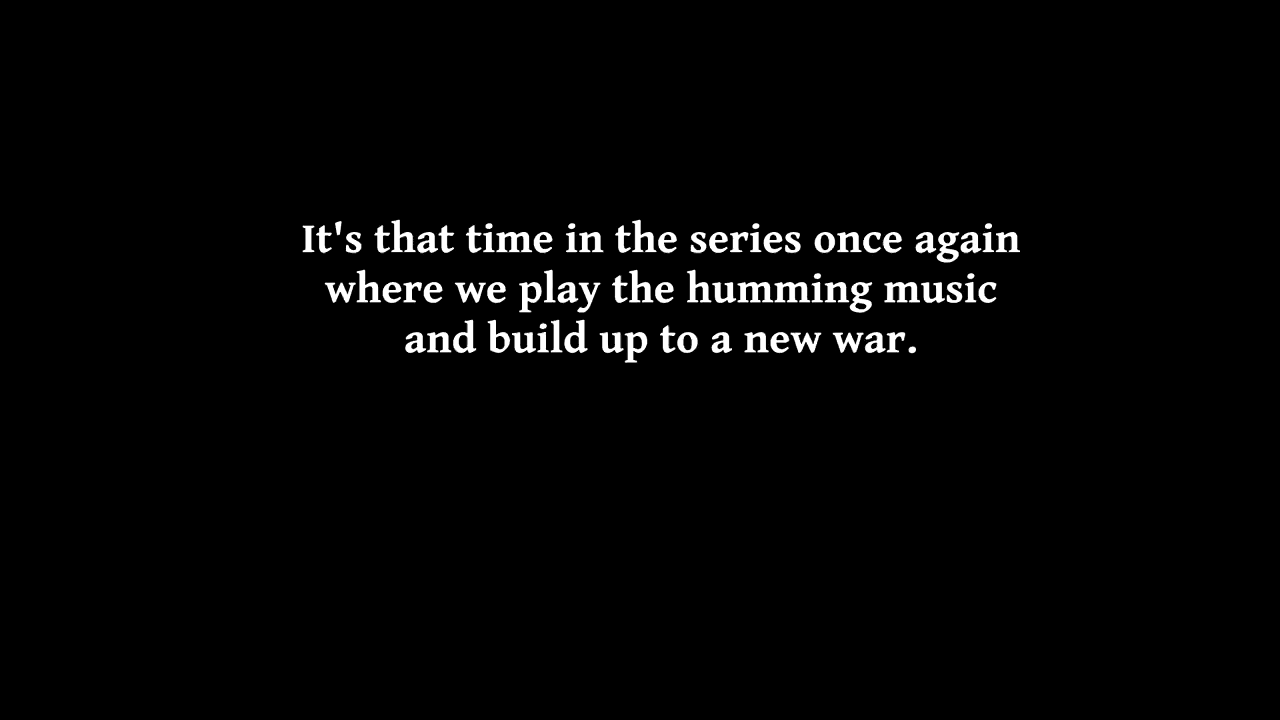 It's that time in the series once again
where we play the humming music
and build up to a new war.